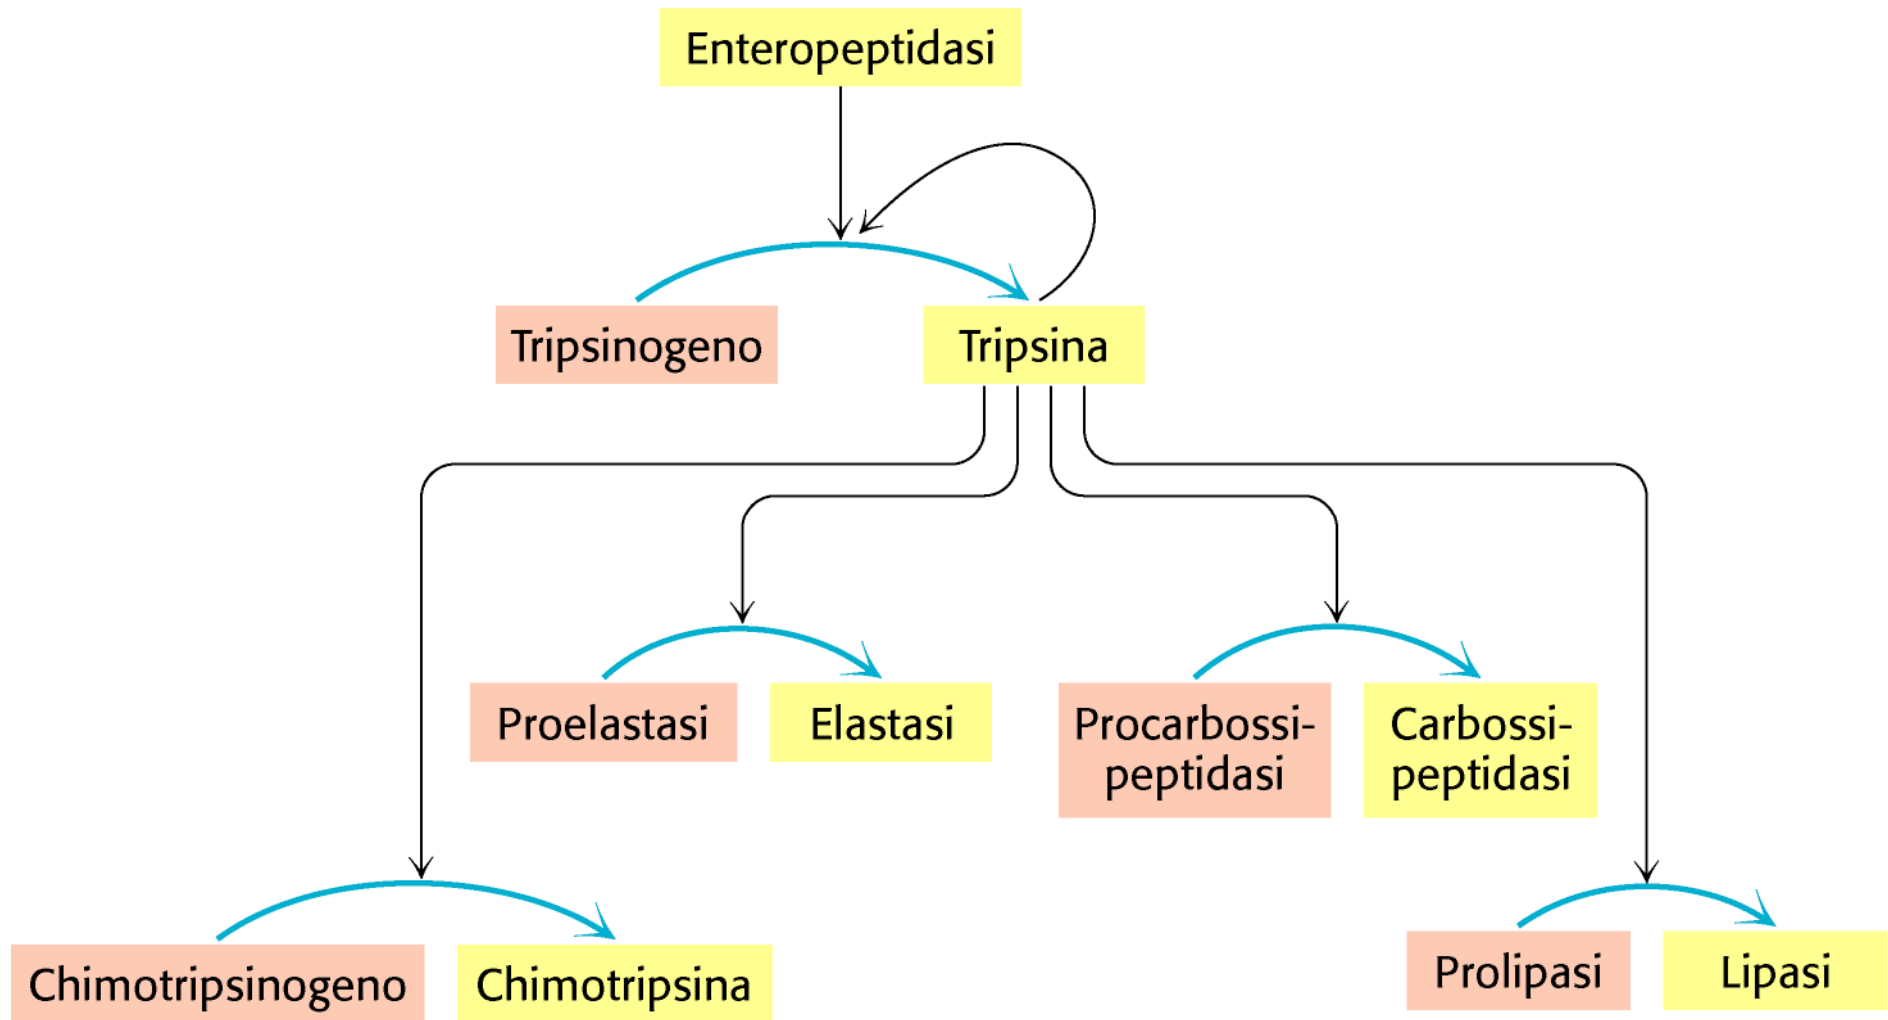 Enteropeptidasi
Tripsinogeno
Tripsina
Proelastasi
Elastasi
Procarbossi-
peptidasi
Carbossi-
peptidasi
Chimotripsinogeno
Chimotripsina
Prolipasi
Lipasi